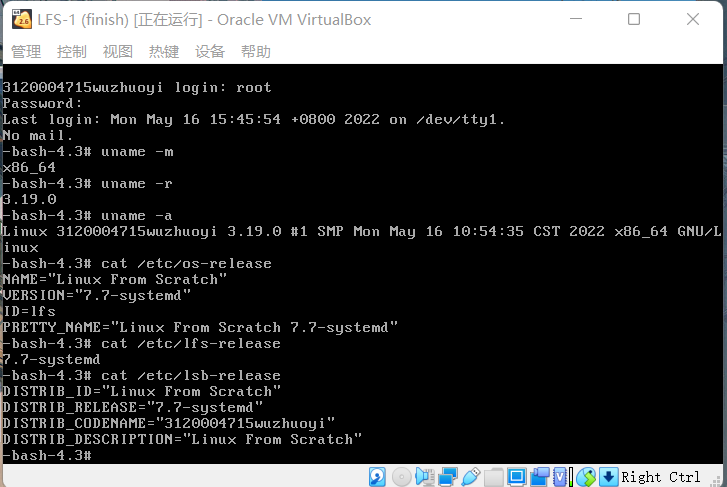 LFS-1 (finish) [正在运行] - Oracle VM VirtualBox
管理 控制 视图 热键 设备 帮助
3120004715wuzhuoyi login: root
Password:
Last login: Mon May 16 15:45:54 +0800 2022 on /dev/tty1.
No mail.
-bash-4.3# uname -m
x86_64
-bash-4.3# uname -r
3.19.0
-bash-4.3# uname -a
Linux 3120004715wuzhuoyi 3.19.0 #1 SMP Mon May 16 10:54:35 CST 2022 x86_64 GNU/L
inux
-bash-4.3# cat /etc/os-release
NAME="Linux From Scratch"
VERSION="7.7-systemd"
ID=lfs
PRETTY_NAME="Linux From Scratch 7.7-systemd"
-bash-4.3# cat /etc/lfs-release
7.7-systemd
-bash-4.3# cat /etc/lsb-release
DISTRIB_ID="Linux From Scratch"
DISTRIB_RELEASE="7.7-systemd"
DISTRIB_CODENAME="3120004715wuzhuoyi"
DISTRIB_DESCRIPTION="Linux From Scratch"
-bash-4.3#
Right Ctrl